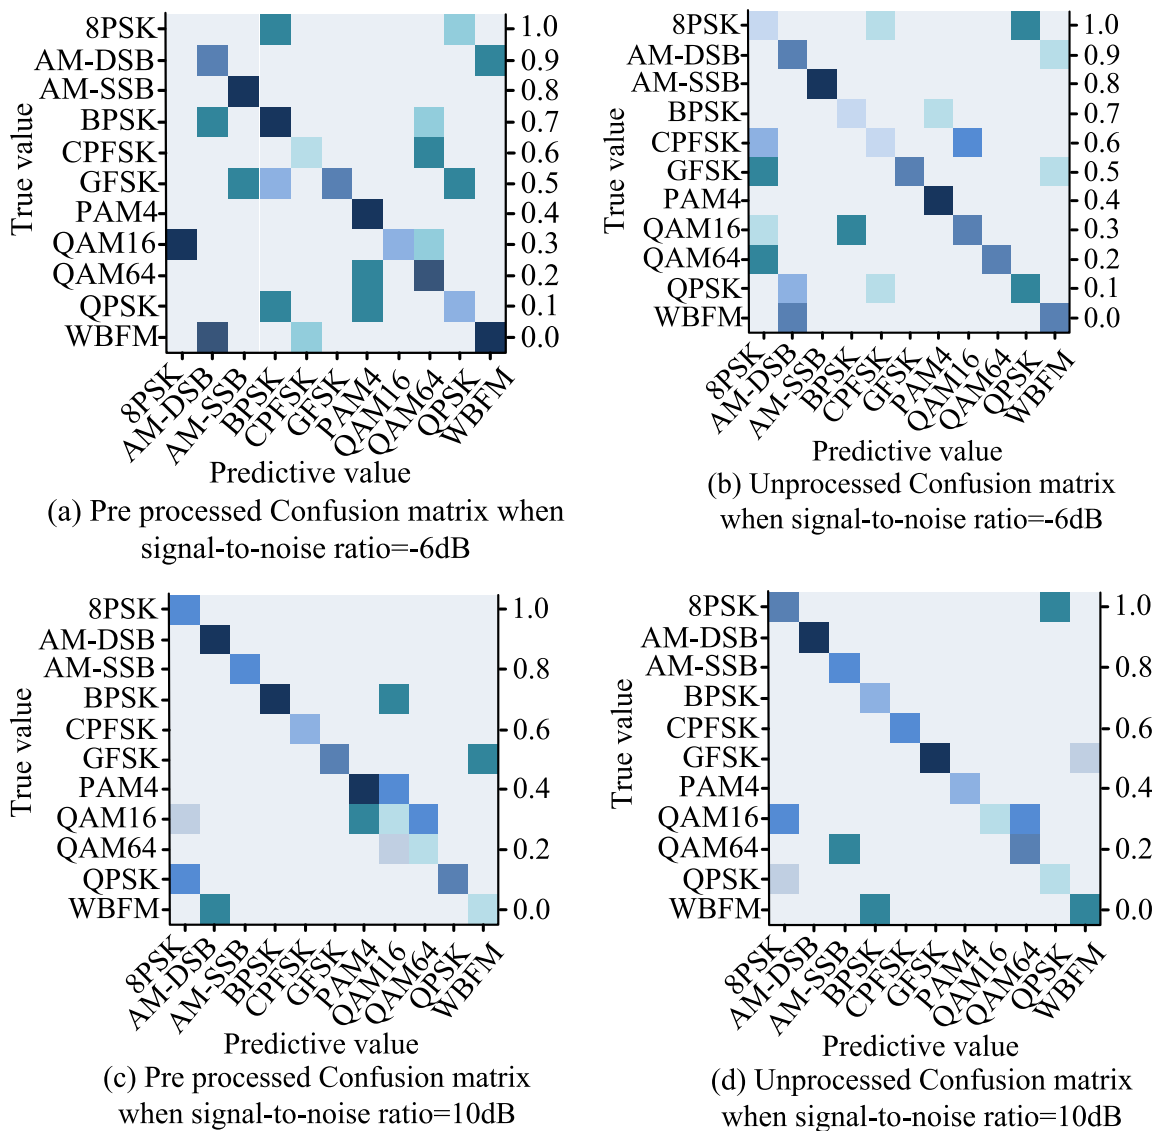 True value
8PSK
AM-DSB
AM-SSB
BPSK
CPFSK
GFSK
PAM4
QAM16
QAM64
QPSK
WBFM
1.0
0.9
0.8
0.7
0.6
0.5
0.4
0.3
0.2
0.1
0.0
8PSK
AM-DSB
AM-SSB
BPSK
CPFSK
GFSK
PAM4
QAM16
QAM64
QPSK
WBFM
Predictive value
(a) Pre processed Confusion matrix when
signal-to-noise ratio=-6dB
True value
8PSK
AM-DSB
AM-SSB
BPSK
CPFSK
GFSK
PAM4
QAM16
QAM64
QPSK
WBFM
1.0
0.9
0.8
0.7
0.6
0.5
0.4
0.3
0.2
0.1
0.0
8PSK
AM-DSB
AM-SSB
BPSK
CPFSK
GFSK
PAM4
QAM16
QAM64
QPSK
WBFM
Predictive value
(b) Unprocessed Confusion matrix
when signal-to-noise ratio=-6dB
True value
8PSK
AM-DSB
AM-SSB
BPSK
CPFSK
GFSK
PAM4
QAM16
QAM64
QPSK
WBFM
1.0
0.8
0.6
0.4
0.2
0.0
8PSK
AM-DSB
AM-SSB
BPSK
CPFSK
GFSK
PAM4
QAM16
QAM64
QPSK
WBFM
Predictive value
(c) Pre processed Confusion matrix
when signal-to-noise ratio=10dB
True value
8PSK
AM-DSB
AM-SSB
BPSK
CPFSK
GFSK
PAM4
QAM16
QAM64
QPSK
WBFM
1.0
0.8
0.6
0.4
0.2
0.0
8PSK
AM-DSB
AM-SSB
BPSK
CPFSK
GFSK
PAM4
QAM16
QAM64
QPSK
WBFM
Predictive value
(d) Unprocessed Confusion matrix
when signal-to-noise ratio=10dB